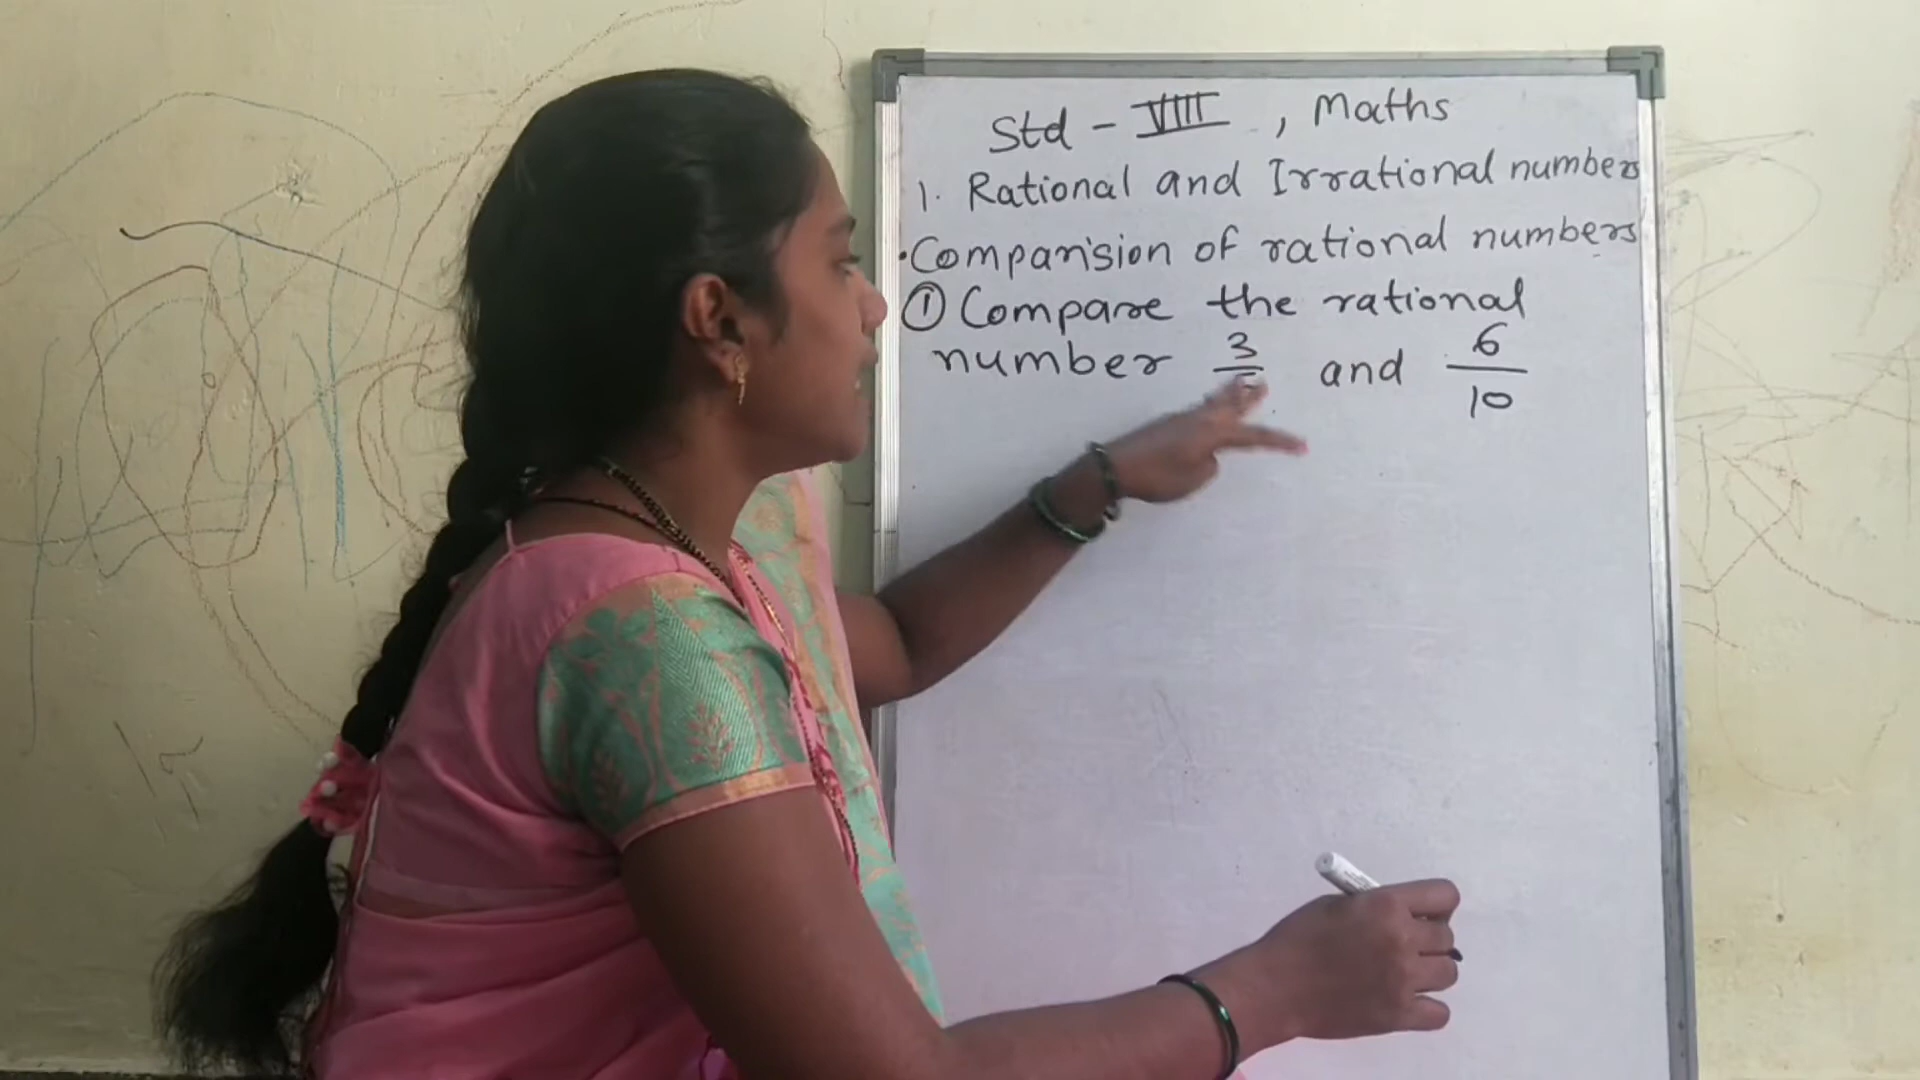 Std - VIII , Maths
1. Rational and Irrational numbers
• Comparision of rational numbers
① Compare the rational
number 3/ and 6/10